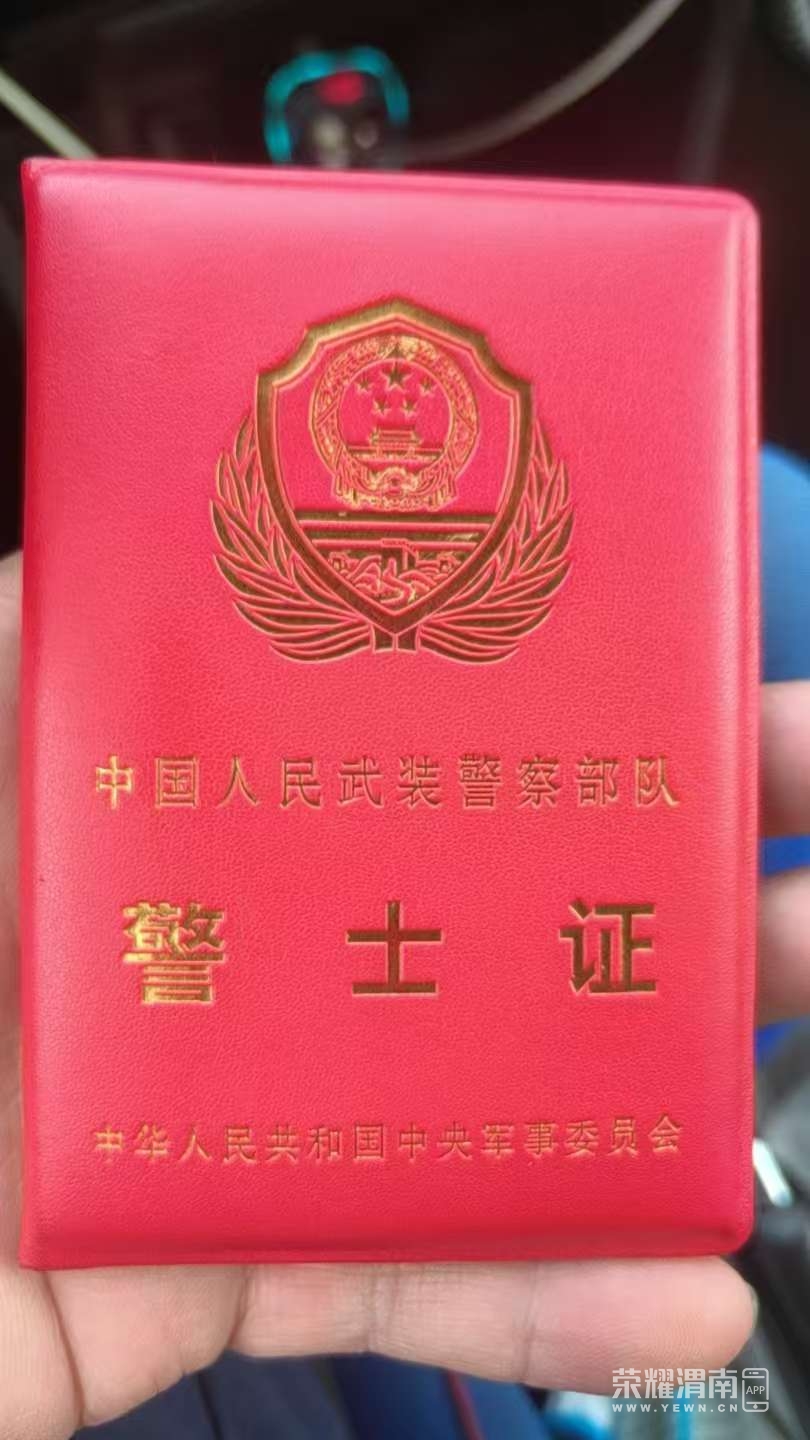 中国人民武装警察部队
警士证
中华人民共和国中央军事委员会
荣耀渭南 APP
WWW.YEWN.CN